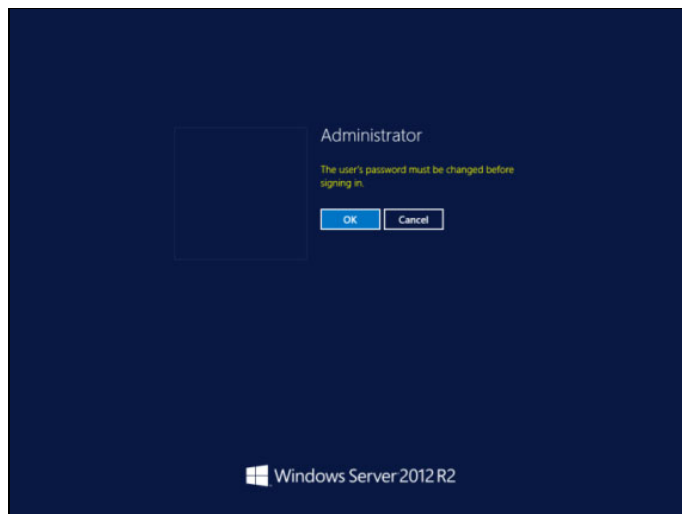 Administrator
The user's password must be changed before
signing in.
OK Cancel
Windows Server 2012 R2